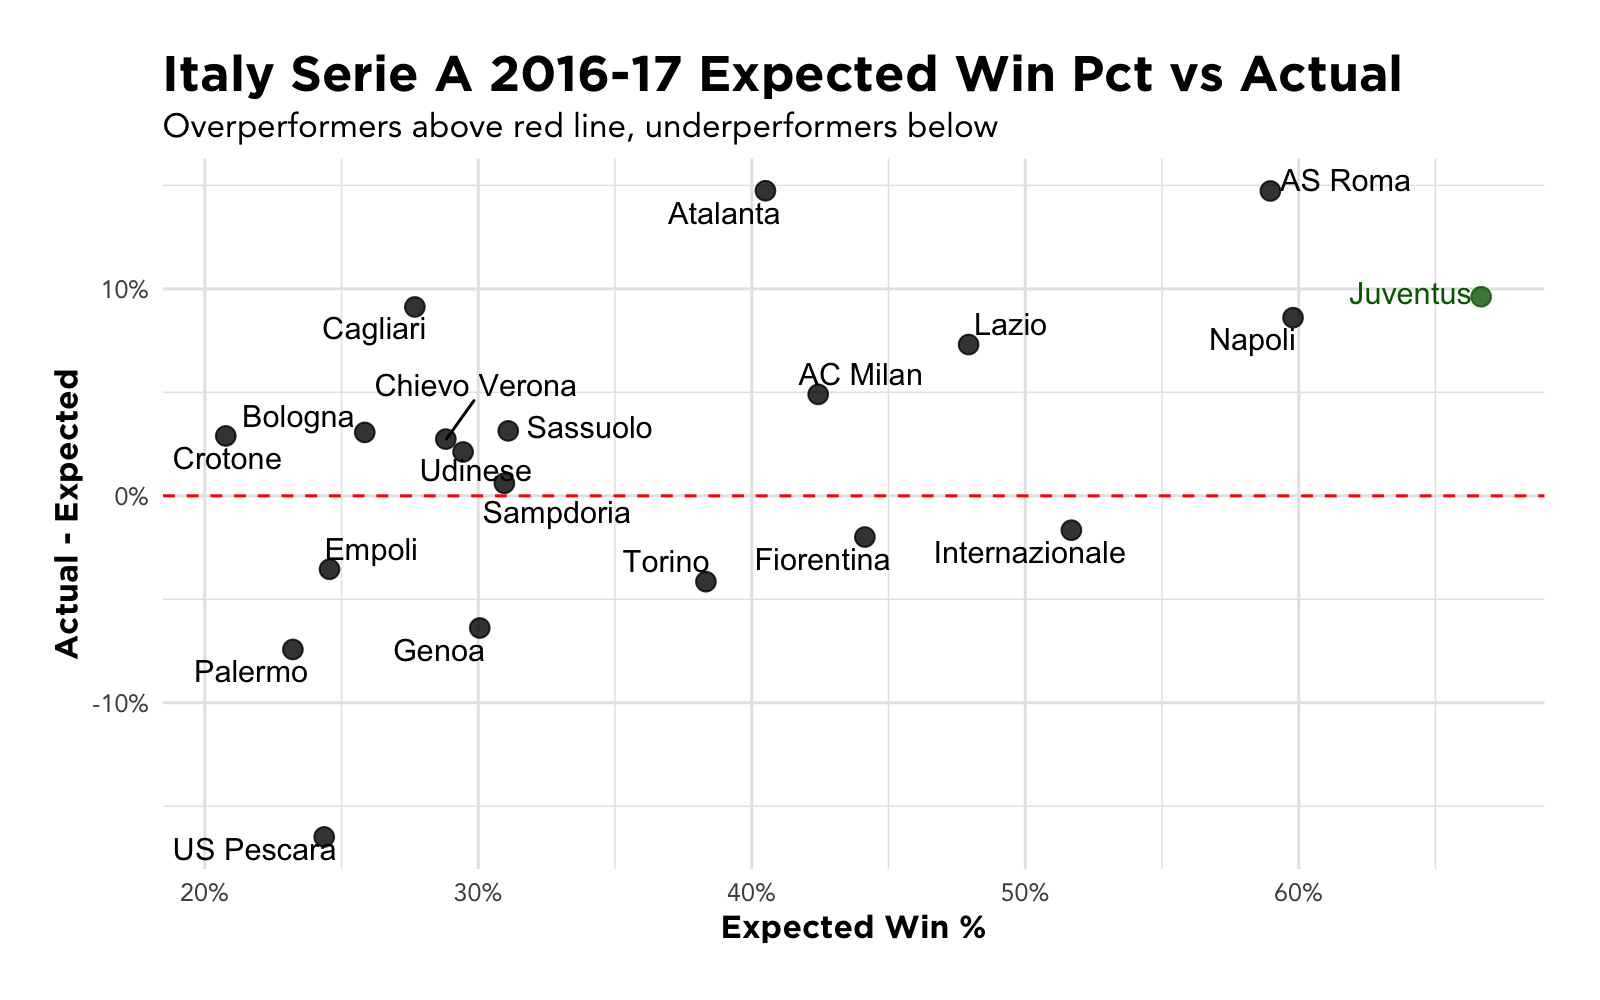 Italy Serie A 2016-17 Expected Win Pct vs Actual
Overperformers above red line, underperformers below
AS Roma
Atalanta
10%
Juventus
Cagliari
Lazio
Napoli
AC Milan
Chievo Verona
Bologna
Sassuolo
Crotone
Udinese
0%
Sampdoria
Empoli
Torino
Fiorentina
Internazionale
Genoa
Palermo
-10%
US Pescara
Actual - Expected
20%
30%
40%
50%
60%
Expected Win %